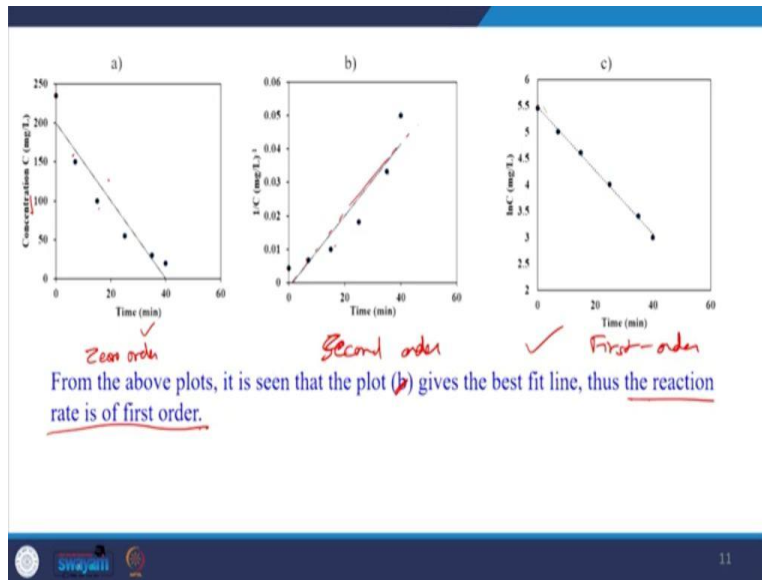 a)
b)
c)
250
200
150
100
50
0
Concentration C (mg/L)
0 20 40 60
Time (min)
0.06
0.05
0.04
0.03
0.02
0.01
0
1/C (mg/L)⁻¹
0 20 40 60
Time (min)
6
5.5
5
4.5
4
3.5
3
2.5
2
lnC (mg/L)
0 20 40 60
Time (min)
Zero order
Second order
First-order
From the above plots, it is seen that the plot (b) gives the best fit line, thus the reaction
rate is of first order.
swayam
11